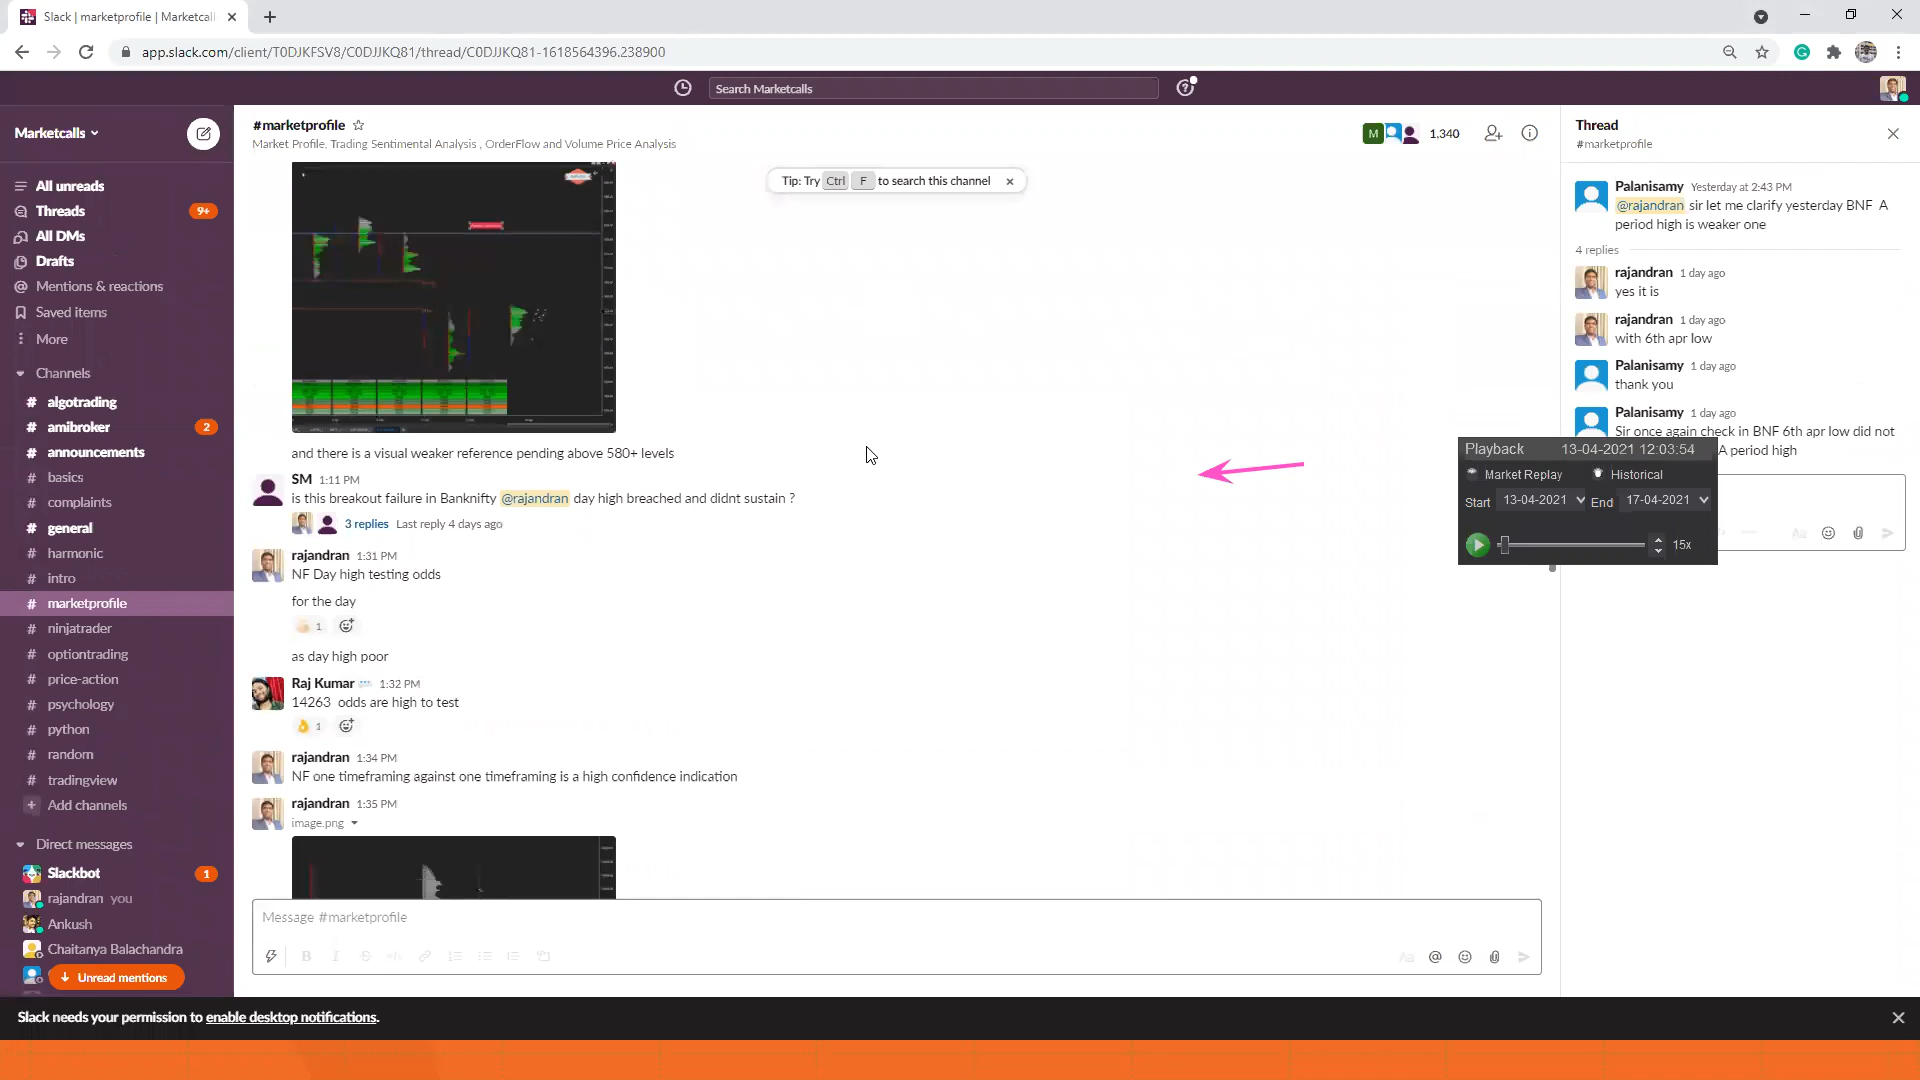 Slack | marketprofile | Marketcall
app.slack.com/client/T0DJKFSV8/C0DJJKQ81/thread/C0DJJKQ81-1618564396.238900
Search Marketcalls
Marketcalls
All unreads
Threads 9+
All DMs
Drafts
Mentions & reactions
Saved items
More
Channels
# algotrading
# amibroker 2
# announcements
# basics
# complaints
# general
# harmonic
# intro
# marketprofile
# ninjatrader
# optiontrading
# price-action
# psychology
# python
# random
# tradingview
+ Add channels
Direct messages
Slackbot 1
rajandran you
Ankush
Chaitanya Balachandra
Unread mentions
#marketprofile
Market Profile, Trading Sentimental Analysis , OrderFlow and Volume Price Analysis
M 1,340
Tip: Try Ctrl F to search this channel
and there is a visual weaker reference pending above 580+ levels
SM 1:11 PM
is this breakout failure in Banknifty @rajandran day high breached and didnt sustain ?
3 replies Last reply 4 days ago
rajandran 1:31 PM
NF Day high testing odds
for the day
1
as day high poor
Raj Kumar 1:32 PM
14263 odds are high to test
1
rajandran 1:34 PM
NF one timeframing against one timeframing is a high confidence indication
rajandran 1:35 PM
image.png
Message #marketprofile
Thread
#marketprofile
Palanisamy Yesterday at 2:43 PM
@rajandran sir let me clarify yesterday BNF A
period high is weaker one
4 replies
rajandran 1 day ago
yes it is
rajandran 1 day ago
with 6th apr low
Palanisamy 1 day ago
thank you
Palanisamy 1 day ago
Sir once again check in BNF 6th apr low did not
A period high
Playback 13-04-2021 12:03:54
Market Replay Historical
Start 13-04-2021 End 17-04-2021
15x
Slack needs your permission to enable desktop notifications.